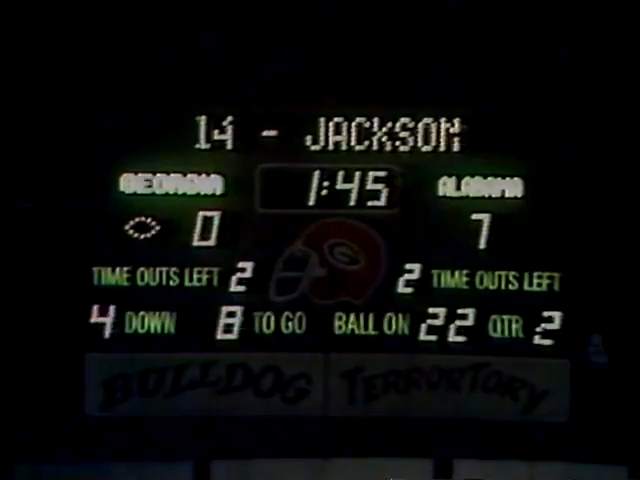 14 - JACKSON
GEORGIA 1:45 ALABAMA
0 G 7
TIME OUTS LEFT 2 2 TIME OUTS LEFT
4 DOWN 8 TO GO BALL ON 22 QTR 2
BULLDOG TERRORTORY